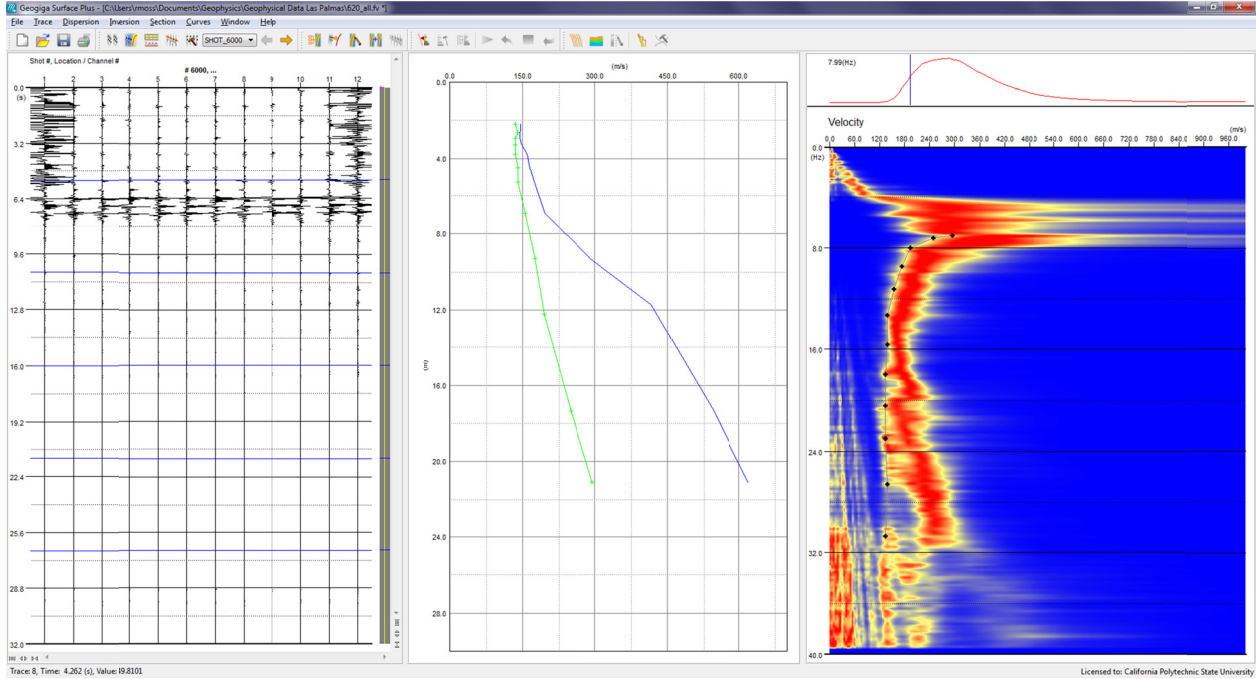 Geogiga Surface Plus - [C:\Users\rmoss\Documents\Geophysics\Geophysical Data Las Palmas\620_all.fv *]
File Trace Dispersion Imersion Section Curves Window Help
SHOT_6000
Shot #, Location / Channel #
# 6000, ...
1 2 3 4 5 6 7 8 9 10 11 12
0.0
(s)
3.2
6.4
9.6
12.8
16.0
19.2
22.4
25.6
28.8
32.0
(m/s)
0.0 150.0 300.0 450.0 600.0
0.0
4.0
8.0
12.0
(m)
16.0
20.0
24.0
28.0
7.99(Hz)
Velocity
(m/s)
0.0 60.0 120.0 180.0 240.0 300.0 360.0 420.0 480.0 540.0 600.0 660.0 720.0 780.0 840.0 900.0 960.0
0.0
(Hz)
8.0
16.0
24.0
32.0
40.0
Trace: 8, Time: 4.262 (s), Value: I9.8101
Licensed to: California Polytechnic State University